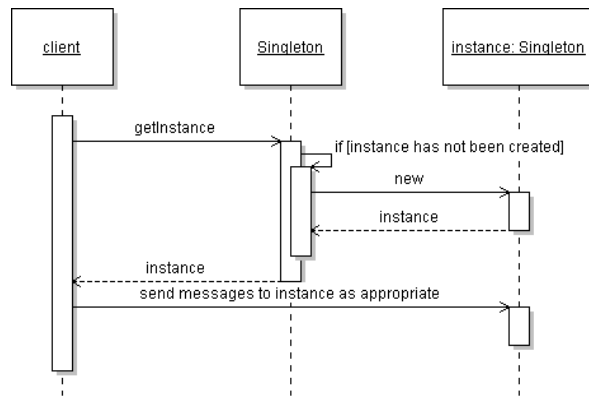 client
Singleton
instance: Singleton
getInstance
if [instance has not been created]
new
instance
instance
send messages to instance as appropriate